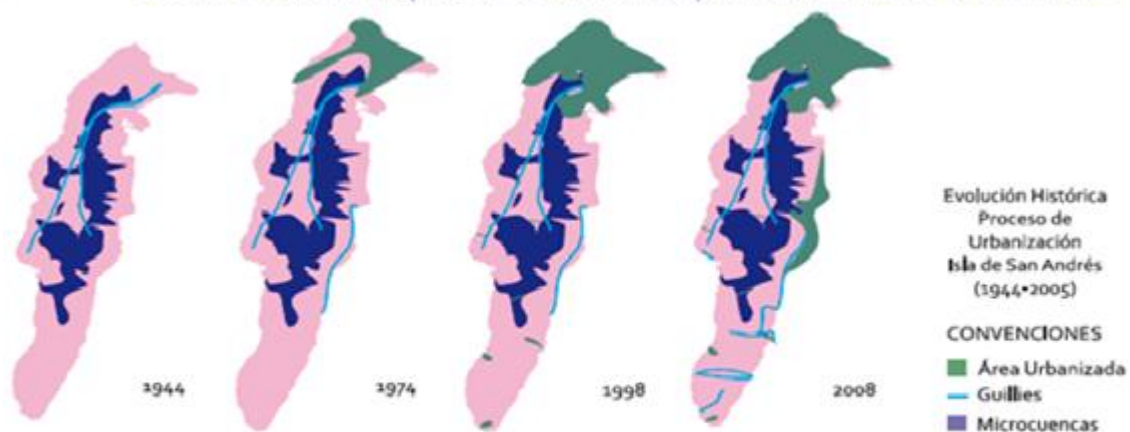 1944
1974
1998
2008
Evolución Histórica
Proceso de
Urbanización
Isla de San Andrés
(1944•2005)
CONVENCIONES
Área Urbanizada
Guillies
Microcuencas